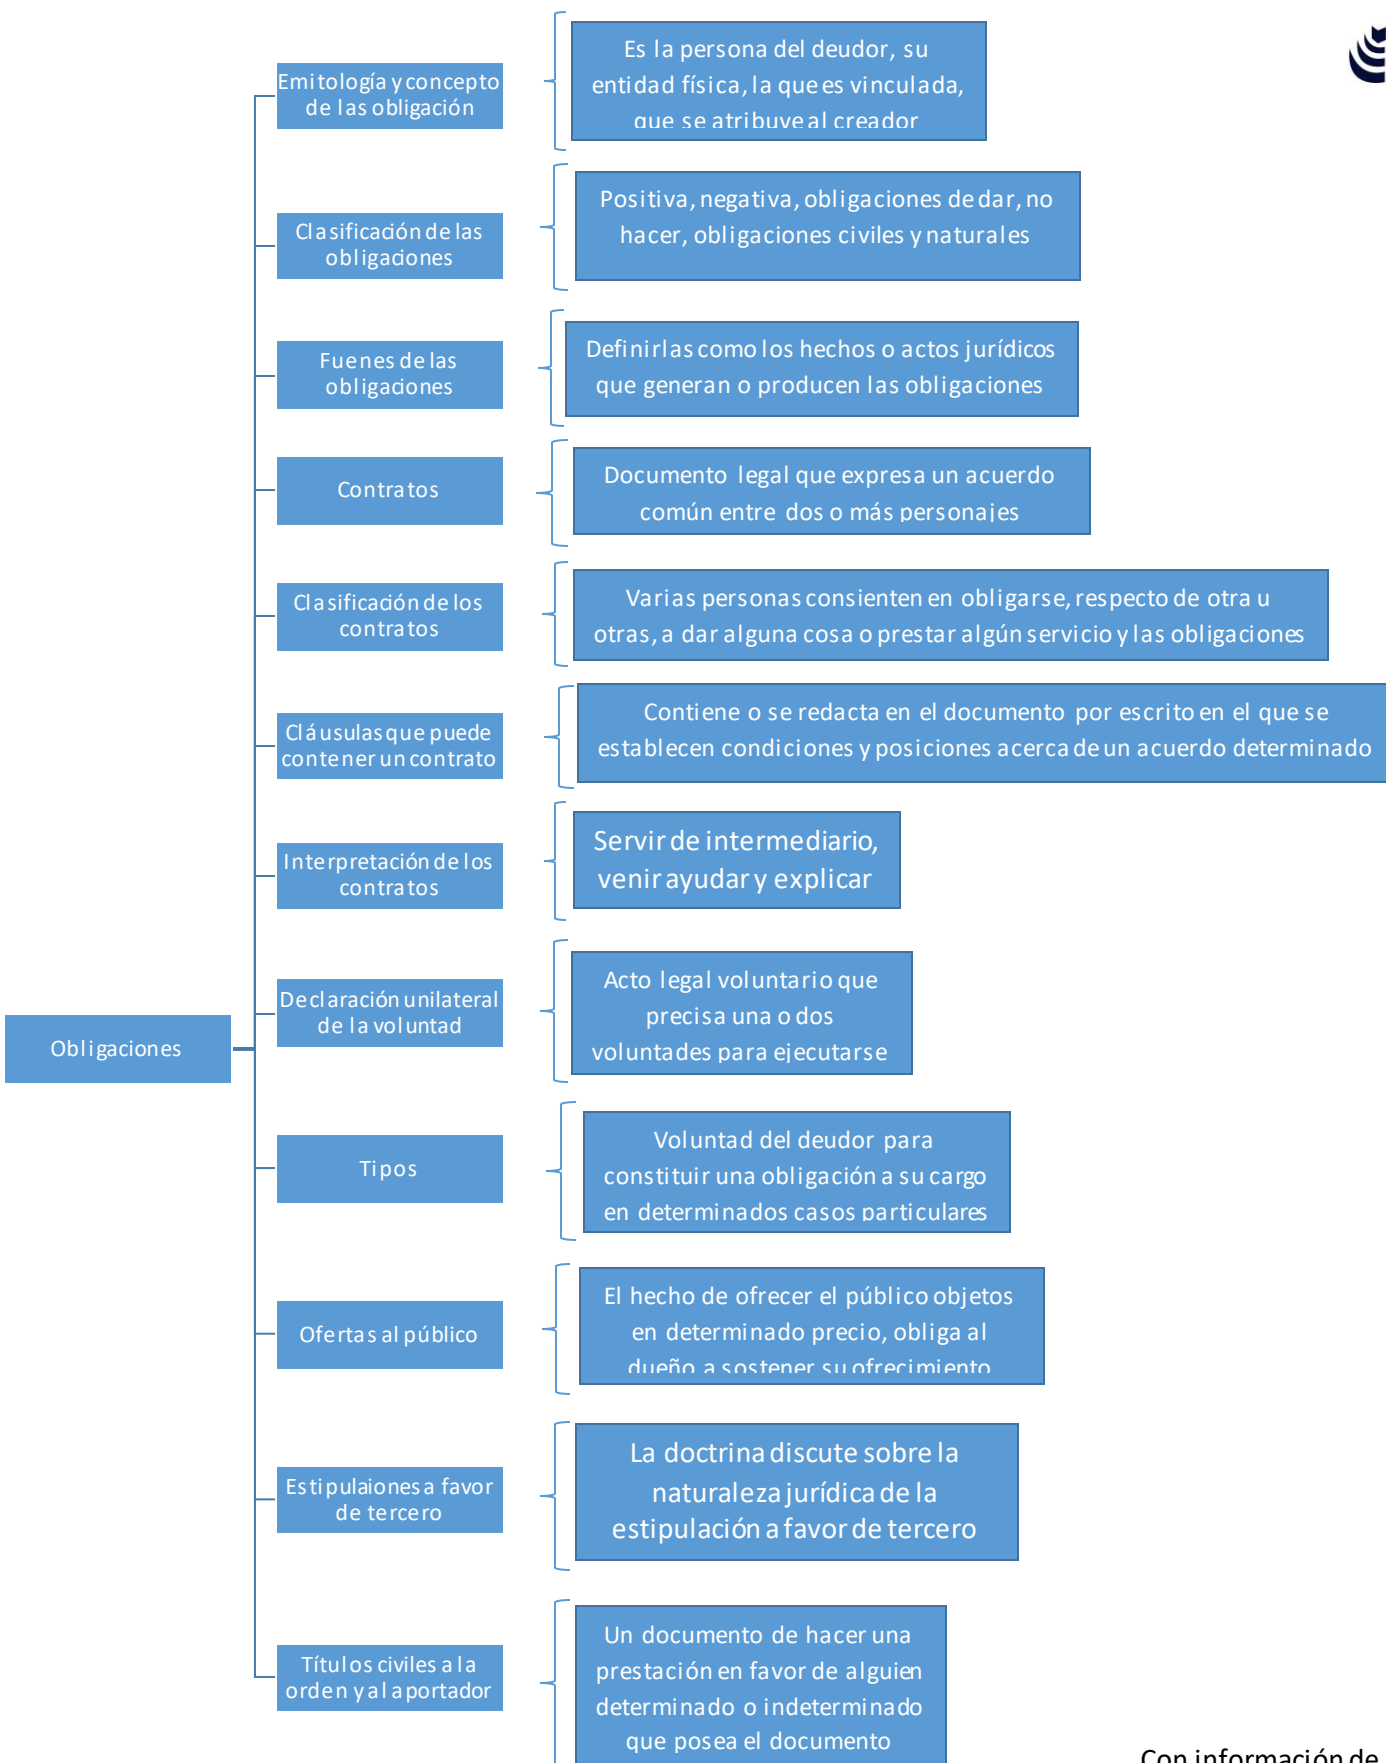 Emitología y concepto
de las obligación
Es la persona del deudor, su
entidad física, la que es vinculada,
que se atribuye al creador
Clasificación de las
obligaciones
Positiva, negativa, obligaciones de dar, no
hacer, obligaciones civiles y naturales
Fuenes de las
obligaciones
Definirlas como los hechos o actos jurídicos
que generan o producen las obligaciones
Contratos
Documento legal que expresa un acuerdo
común entre dos o más personajes
Clasificación de los
contratos
Varias personas consienten en obligarse, respecto de otra u
otras, a dar alguna cosa o prestar algún servicio y las obligaciones
Cláusulas que puede
contener un contrato
Contiene o se redacta en el documento por escrito en el que se
establecen condiciones y posiciones acerca de un acuerdo determinado
Interpretación de los
contratos
Servir de intermediario,
venir ayudar y explicar
Declaración unilateral
de la voluntad
Acto legal voluntario que
precisa una o dos
voluntades para ejecutarse
Obligaciones
Tipos
Voluntad del deudor para
constituir una obligación a su cargo
en determinados casos particulares
Ofertas al público
El hecho de ofrecer el público objetos
en determinado precio, obliga al
dueño a sostener su ofrecimiento
Estipulaiones a favor
de tercero
La doctrina discute sobre la
naturaleza jurídica de la
estipulación a favor de tercero
Títulos civiles a la
orden y al aportador
Un documento de hacer una
prestación en favor de alguien
determinado o indeterminado
que posea el documento
Con información de